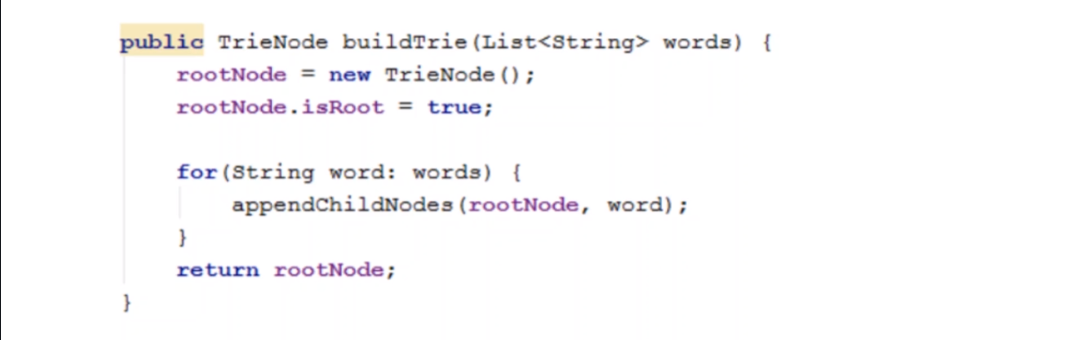 public TrieNode buildTrie(List<String> words) {
rootNode = new TrieNode();
rootNode.isRoot = true;
for(String word: words) {
appendChildNodes(rootNode, word);
}
return rootNode;
}